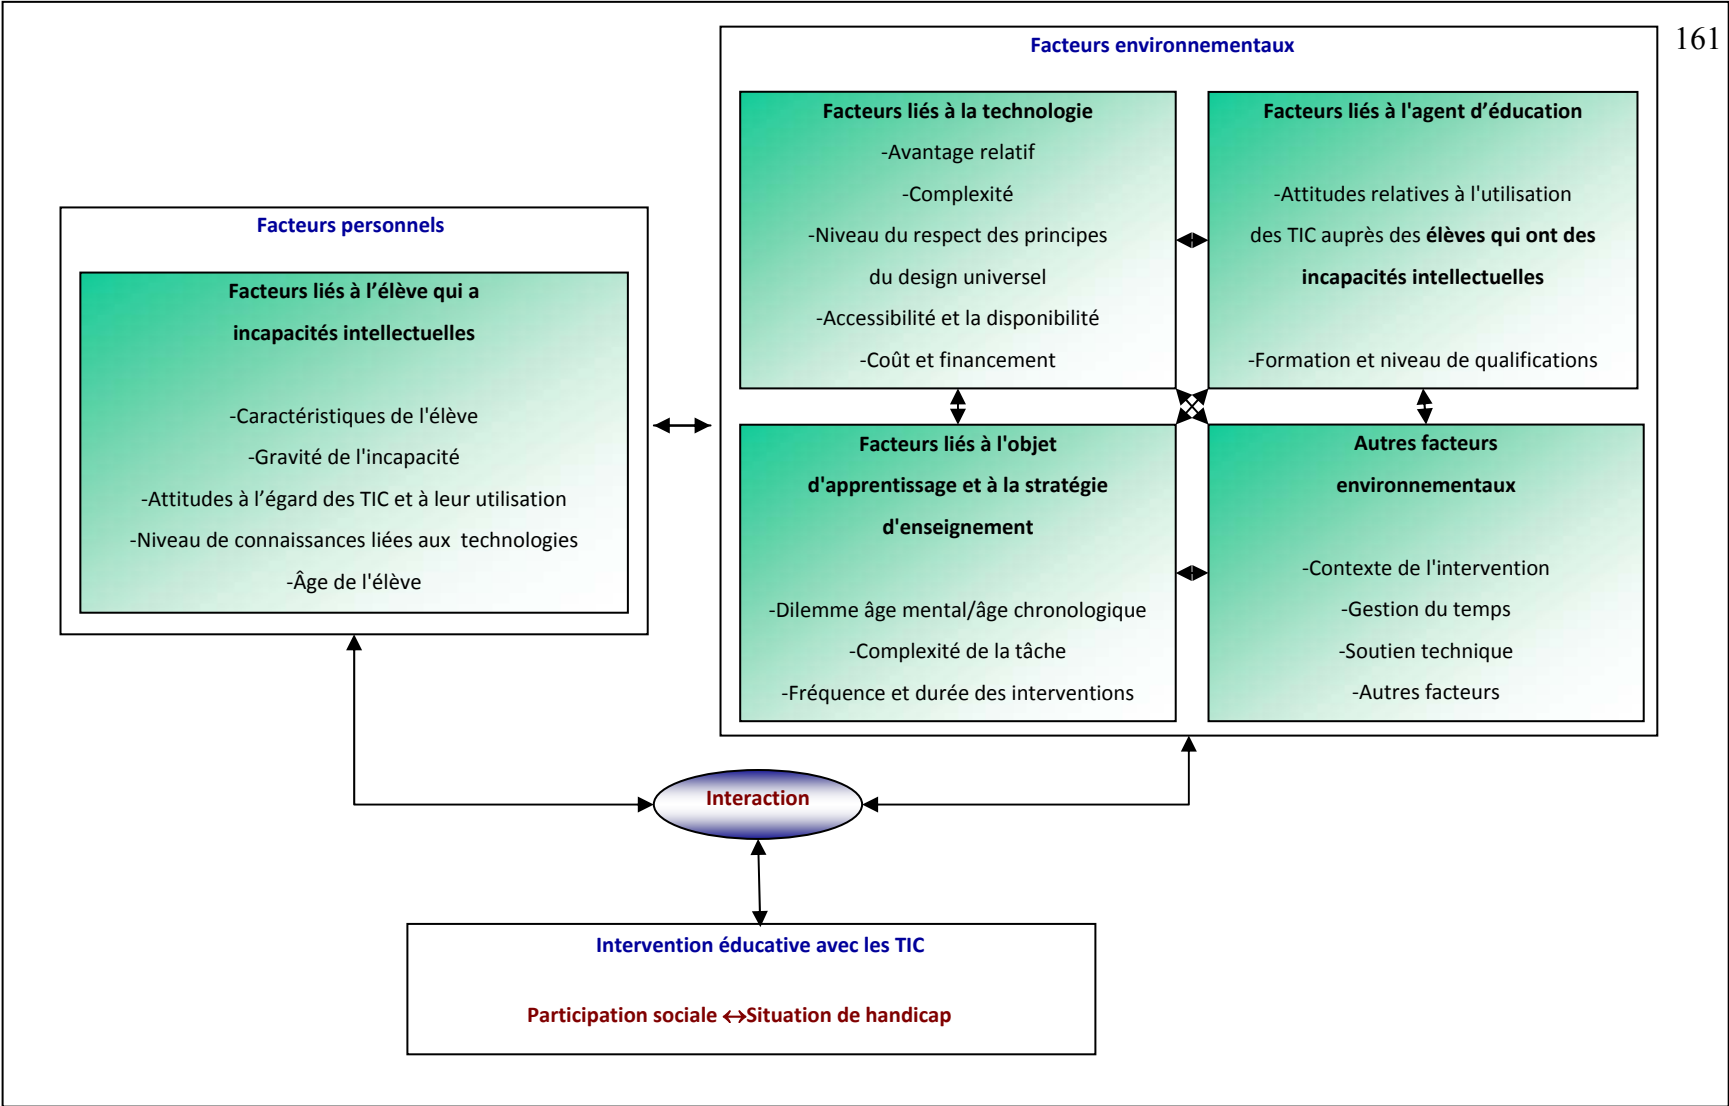 161
Facteurs environnementaux
Facteurs liés à la technologie
-Avantage relatif
-Complexité
-Niveau du respect des principes
du design universel
-Accessibilité et la disponibilité
-Coût et financement
Facteurs liés à l'agent d’éducation
-Attitudes relatives à l'utilisation
des TIC auprès des élèves qui ont des
incapacités intellectuelles
-Formation et niveau de qualifications
Facteurs personnels
Facteurs liés à l’élève qui a
incapacités intellectuelles
-Caractéristiques de l'élève
-Gravité de l'incapacité
-Attitudes à l’égard des TIC et à leur utilisation
-Niveau de connaissances liées aux  technologies
-Âge de l'élève
Facteurs liés à l'objet
d'apprentissage et à la stratégie
d'enseignement
-Dilemme âge mental/âge chronologique
-Complexité de la tâche
-Fréquence et durée des interventions
Autres facteurs
environnementaux
-Contexte de l'intervention
-Gestion du temps
-Soutien technique
-Autres facteurs
Interaction
Intervention éducative avec les TIC
Participation sociale ↔Situation de handicap